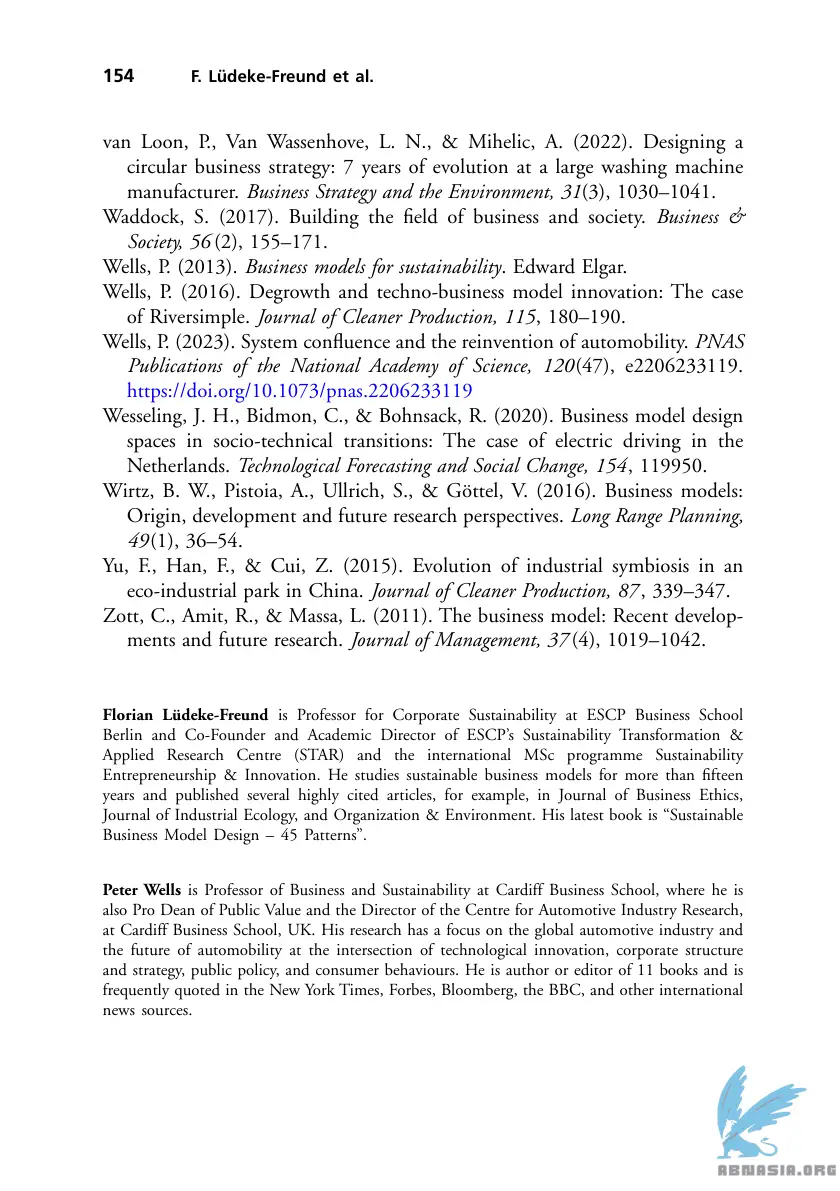 154 F. Lüdeke-Freund et al.
van Loon, P., Van Wassenhove, L. N., & Mihelic, A. (2022). Designing a
circular business strategy: 7 years of evolution at a large washing machine
manufacturer. Business Strategy and the Environment, 31(3), 1030–1041.
Waddock, S. (2017). Building the field of business and society. Business &
Society, 56(2), 155–171.
Wells, P. (2013). Business models for sustainability. Edward Elgar.
Wells, P. (2016). Degrowth and techno-business model innovation: The case
of Riversimple. Journal of Cleaner Production, 115, 180–190.
Wells, P. (2023). System confluence and the reinvention of automobility. PNAS
Publications of the National Academy of Science, 120(47), e2206233119.
https://doi.org/10.1073/pnas.2206233119
Wesseling, J. H., Bidmon, C., & Bohnsack, R. (2020). Business model design
spaces in socio-technical transitions: The case of electric driving in the
Netherlands. Technological Forecasting and Social Change, 154, 119950.
Wirtz, B. W., Pistoia, A., Ullrich, S., & Göttel, V. (2016). Business models:
Origin, development and future research perspectives. Long Range Planning,
49(1), 36–54.
Yu, F., Han, F., & Cui, Z. (2015). Evolution of industrial symbiosis in an
eco-industrial park in China. Journal of Cleaner Production, 87, 339–347.
Zott, C., Amit, R., & Massa, L. (2011). The business model: Recent develop-
ments and future research. Journal of Management, 37(4), 1019–1042.
Florian Lüdeke-Freund is Professor for Corporate Sustainability at ESCP Business School
Berlin and Co-Founder and Academic Director of ESCP’s Sustainability Transformation &
Applied Research Centre (STAR) and the international MSc programme Sustainability
Entrepreneurship & Innovation. He studies sustainable business models for more than fifteen
years and published several highly cited articles, for example, in Journal of Business Ethics,
Journal of Industrial Ecology, and Organization & Environment. His latest book is “Sustainable
Business Model Design – 45 Patterns”.
Peter Wells is Professor of Business and Sustainability at Cardiff Business School, where he is
also Pro Dean of Public Value and the Director of the Centre for Automotive Industry Research,
at Cardiff Business School, UK. His research has a focus on the global automotive industry and
the future of automobility at the intersection of technological innovation, corporate structure
and strategy, public policy, and consumer behaviours. He is author or editor of 11 books and is
frequently quoted in the New York Times, Forbes, Bloomberg, the BBC, and other international
news sources.
ABNASIA.ORG